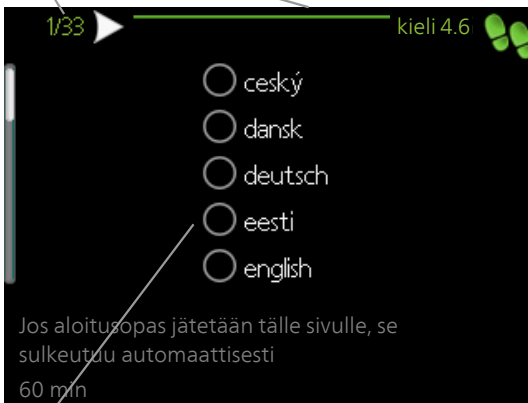 1/33
kieli 4.6
ceský
dansk
deutsch
eesti
english
Jos aloitusopas jätetään tälle sivulle, se
sulkeutuu automaattisesti
60 min